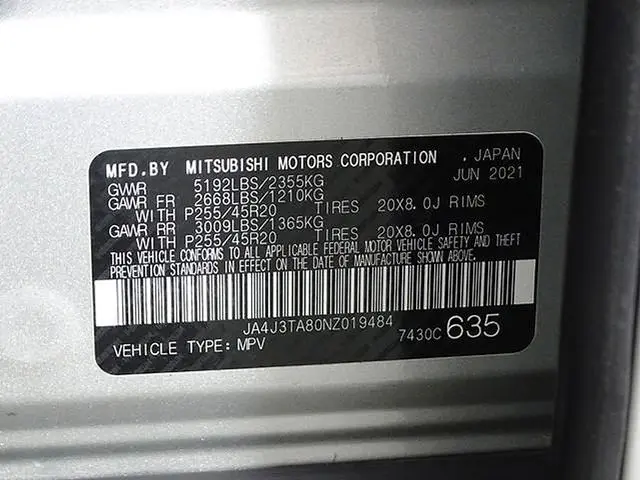 MFD.BY MITSUBISHI MOTORS CORPORATION . JAPAN
GVWR 5192LBS/2355KG JUN 2021
GAWR FR 2668LBS/1210KG
WITH P255/45R20 TIRES 20X8.0J RIMS
GAWR RR 3009LBS/1365KG
WITH P255/45R20 TIRES 20X8.0J RIMS
THIS VEHICLE CONFORMS TO ALL APPLICABLE FEDERAL MOTOR VEHICLE SAFETY AND THEFT
PREVENTION STANDARDS IN EFFECT ON THE DATE OF MANUFACTURE SHOWN ABOVE.
JA4J3TA80NZ019484 7430C 635
VEHICLE TYPE: MPV